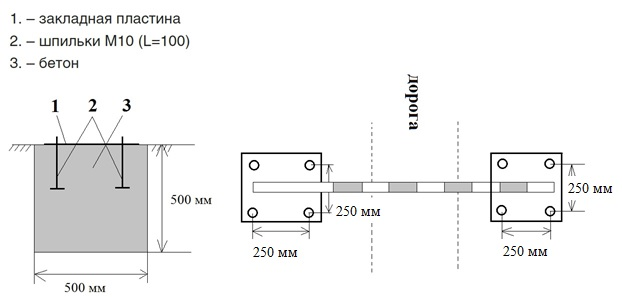 1. – закладная пластина
2. – шпильки М10 (L=100)
3. – бетон
1 2 3
500 мм
500 мм
дорога
250 мм
250 мм
250 мм
250 мм